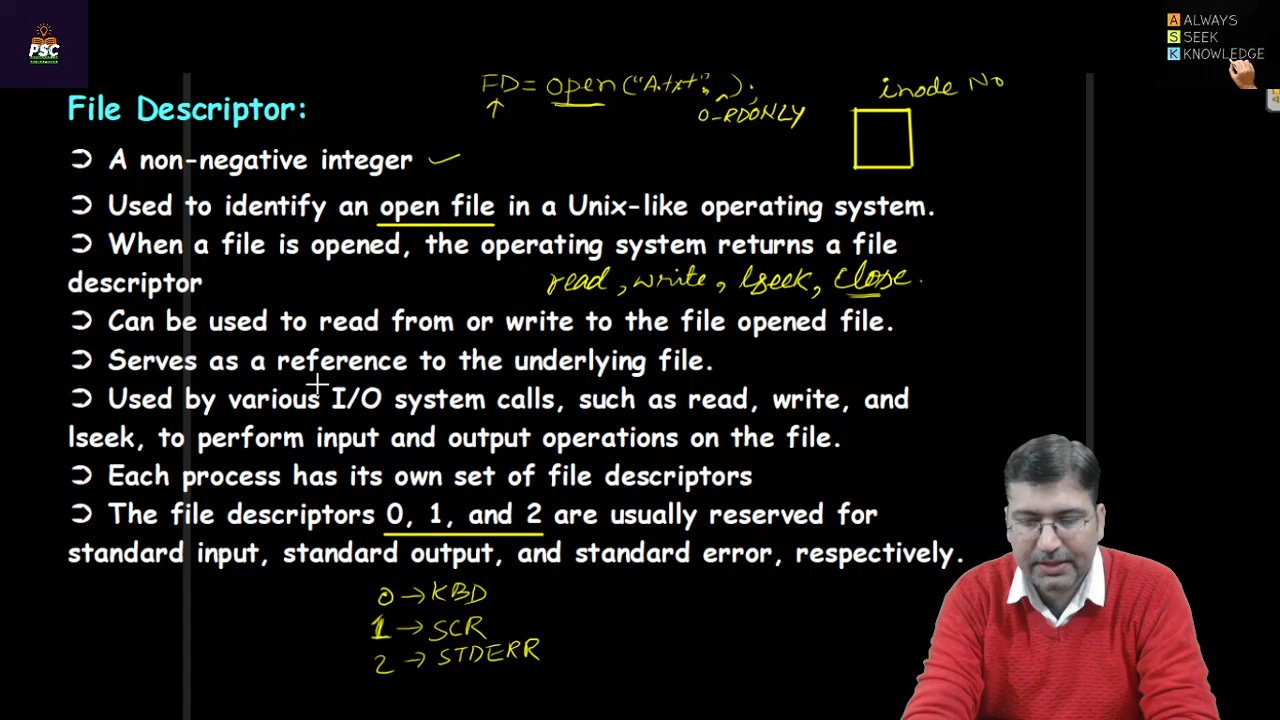 PSC
A ALWAYS
S SEEK
K KNOWLEDGE
FD = open("A.txt", );
O-RDONLY
inode No
File Descriptor:
⊃ A non-negative integer
⊃ Used to identify an open file in a Unix-like operating system.
⊃ When a file is opened, the operating system returns a file
descriptor
read, write, lseek, close.
⊃ Can be used to read from or write to the file opened file.
⊃ Serves as a reference to the underlying file.
⊃ Used by various I/O system calls, such as read, write, and
lseek, to perform input and output operations on the file.
⊃ Each process has its own set of file descriptors
⊃ The file descriptors 0, 1, and 2 are usually reserved for
standard input, standard output, and standard error, respectively.
0 → KBD
1 → SCR
2 → STDERR